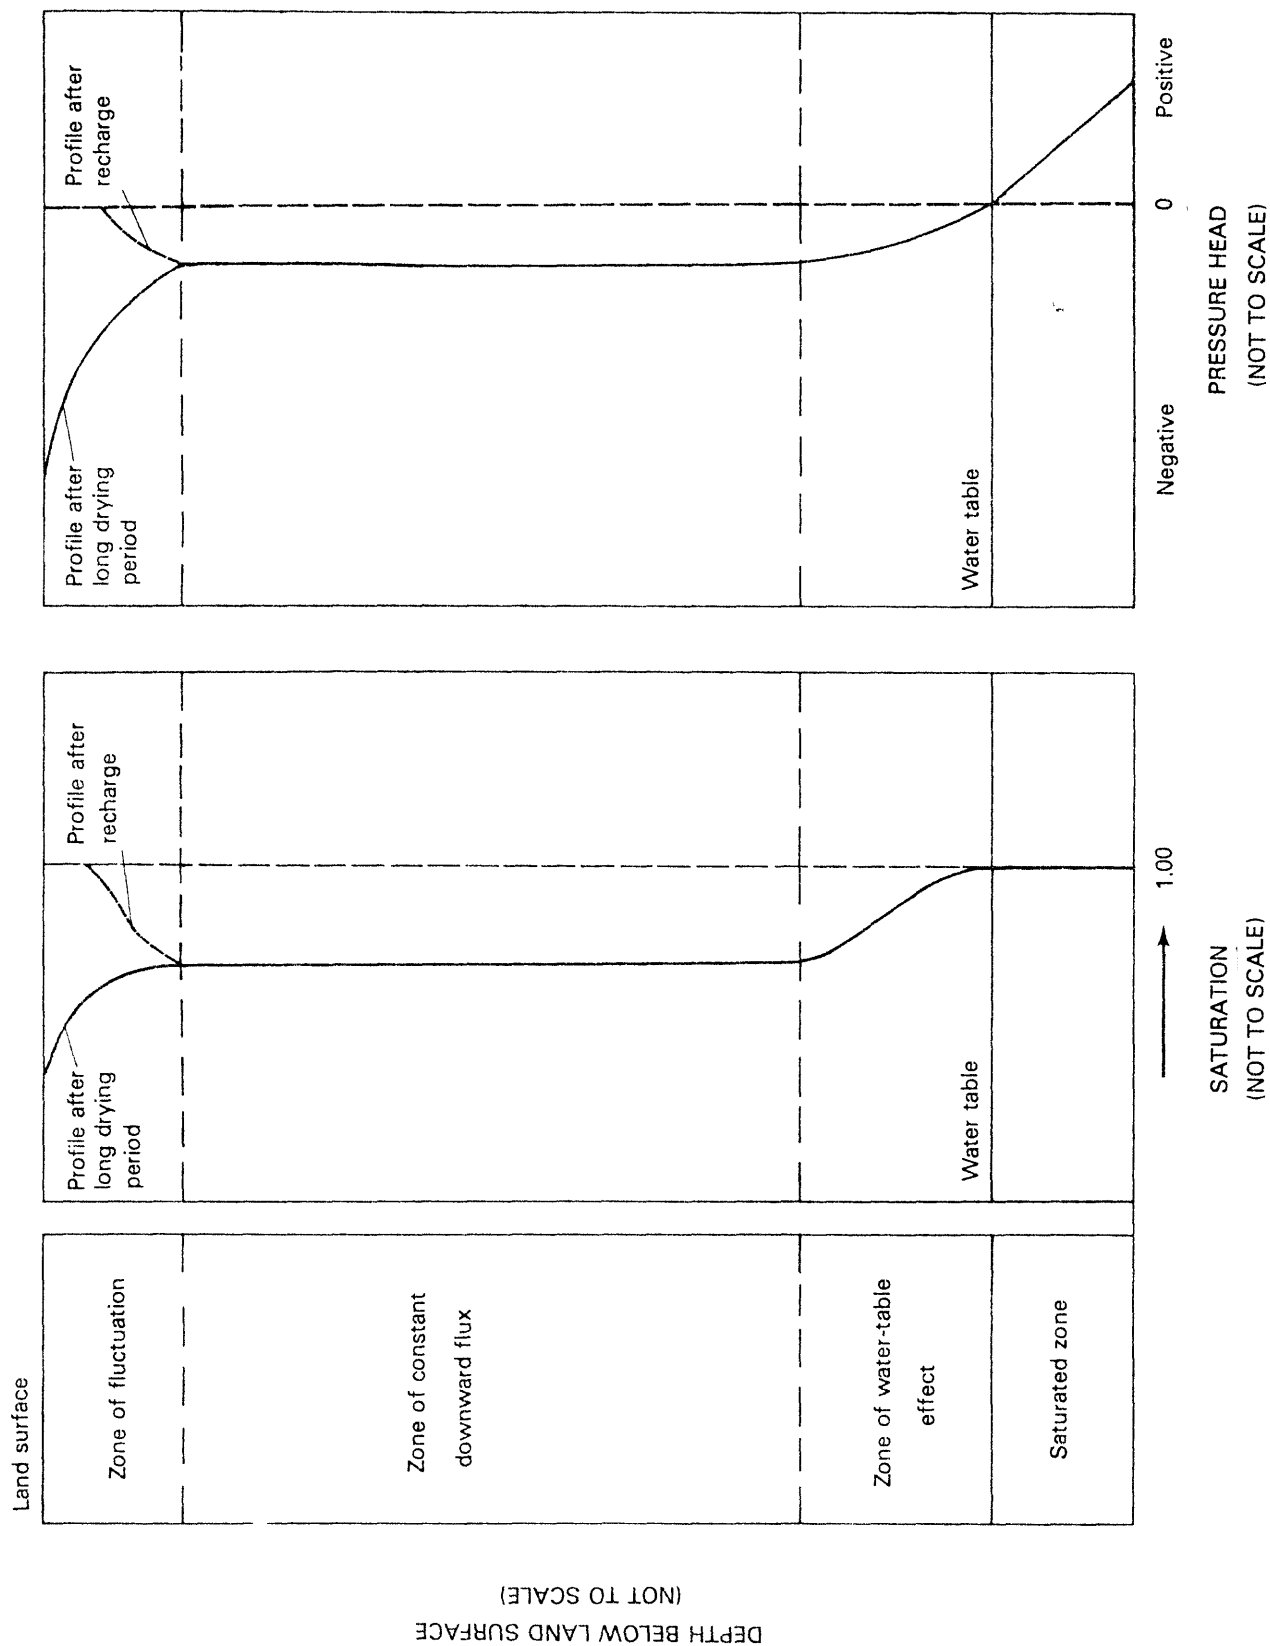 Land surface
Zone of fluctuation
Zone of constant
downward flux
Zone of water-table
effect
Saturated zone
DEPTH BELOW LAND SURFACE
(NOT TO SCALE)
Profile after
long drying
period
Profile after
recharge
Water table
1.00
SATURATION
(NOT TO SCALE)
Profile after
long drying
period
Profile after
recharge
Water table
Negative
0
Positive
PRESSURE HEAD
(NOT TO SCALE)